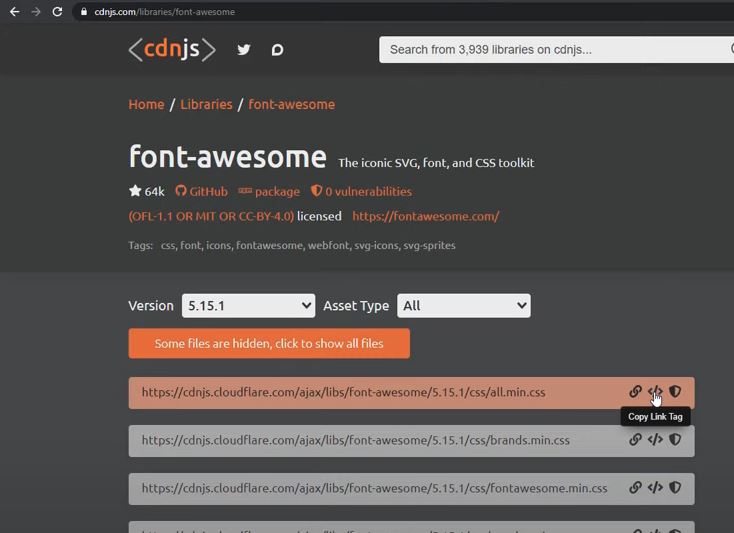 cdnjs.com/libraries/font-awesome
<cdnjs>
Search from 3,939 libraries on cdnjs...
Home / Libraries / font-awesome
font-awesome The iconic SVG, font, and CSS toolkit
64k GitHub package 0 vulnerabilities
(OFL-1.1 OR MIT OR CC-BY-4.0) licensed https://fontawesome.com/
Tags: css, font, icons, fontawesome, webfont, svg-icons, svg-sprites
Version 5.15.1 Asset Type All
Some files are hidden, click to show all files
https://cdnjs.cloudflare.com/ajax/libs/font-awesome/5.15.1/css/all.min.css
Copy Link Tag
https://cdnjs.cloudflare.com/ajax/libs/font-awesome/5.15.1/css/brands.min.css
https://cdnjs.cloudflare.com/ajax/libs/font-awesome/5.15.1/css/fontawesome.min.css